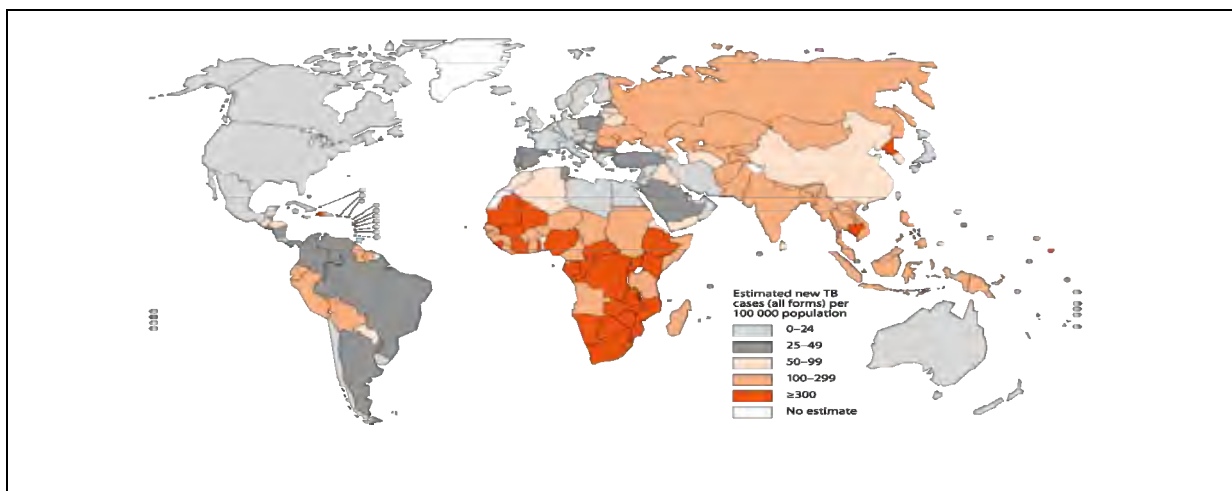 Estimated new TB
cases (all forms) per
100 000 population
0–24
25–49
50–99
100–299
≥300
No estimate